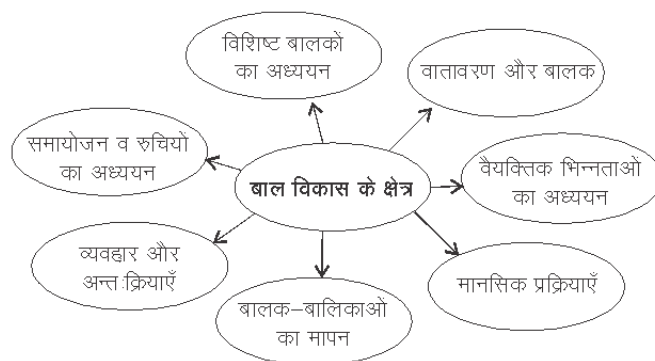 विशिष्ट बालकों
का अध्ययन
वातावरण और बालक
समायोजन व रुचियों
का अध्ययन
बाल विकास के क्षेत्र
वैयक्तिक भिन्नताओं
का अध्ययन
व्यवहार और
अन्तःक्रियाएँ
मानसिक प्रक्रियाएँ
बालक–बालिकाओं
का मापन